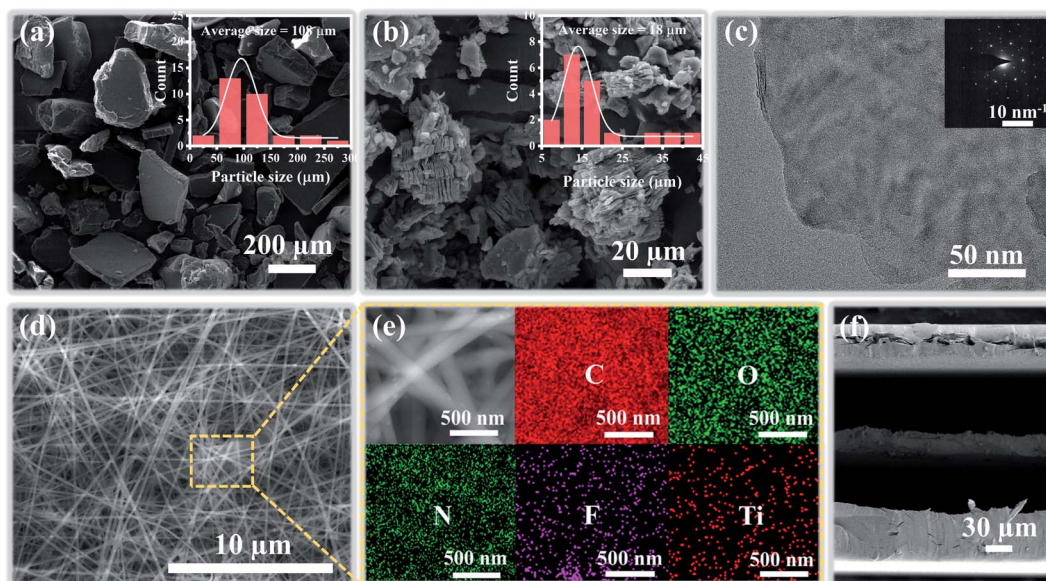 (a)
Average size = 108 μm
Count
25
20
15
10
5
0
0 50 100 150 200 250 300
Particle size (μm)
200 μm
(b)
Average size = 18 μm
Count
10
8
6
4
2
0
5 15 25 35 45
Particle size (μm)
20 μm
(c)
10 nm⁻¹
50 nm
(d)
10 μm
(e)
500 nm
C
500 nm
O
500 nm
N
500 nm
F
500 nm
Ti
500 nm
(f)
30 μm